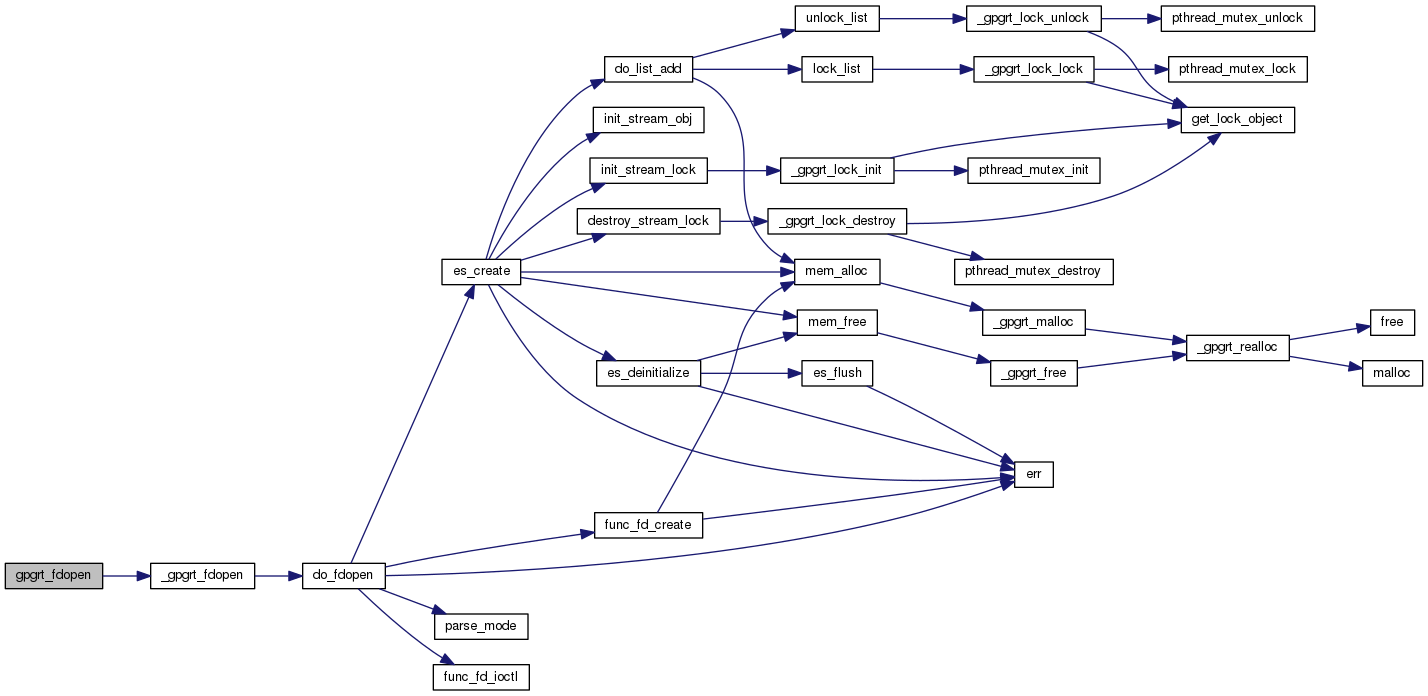 unlock_list
_gpgrt_lock_unlock
pthread_mutex_unlock
do_list_add
lock_list
_gpgrt_lock_lock
pthread_mutex_lock
init_stream_obj
get_lock_object
init_stream_lock
_gpgrt_lock_init
pthread_mutex_init
destroy_stream_lock
_gpgrt_lock_destroy
es_create
mem_alloc
pthread_mutex_destroy
mem_free
_gpgrt_malloc
free
_gpgrt_realloc
es_deinitialize
es_flush
_gpgrt_free
malloc
err
func_fd_create
gpgrt_fdopen
_gpgrt_fdopen
do_fdopen
parse_mode
func_fd_ioctl